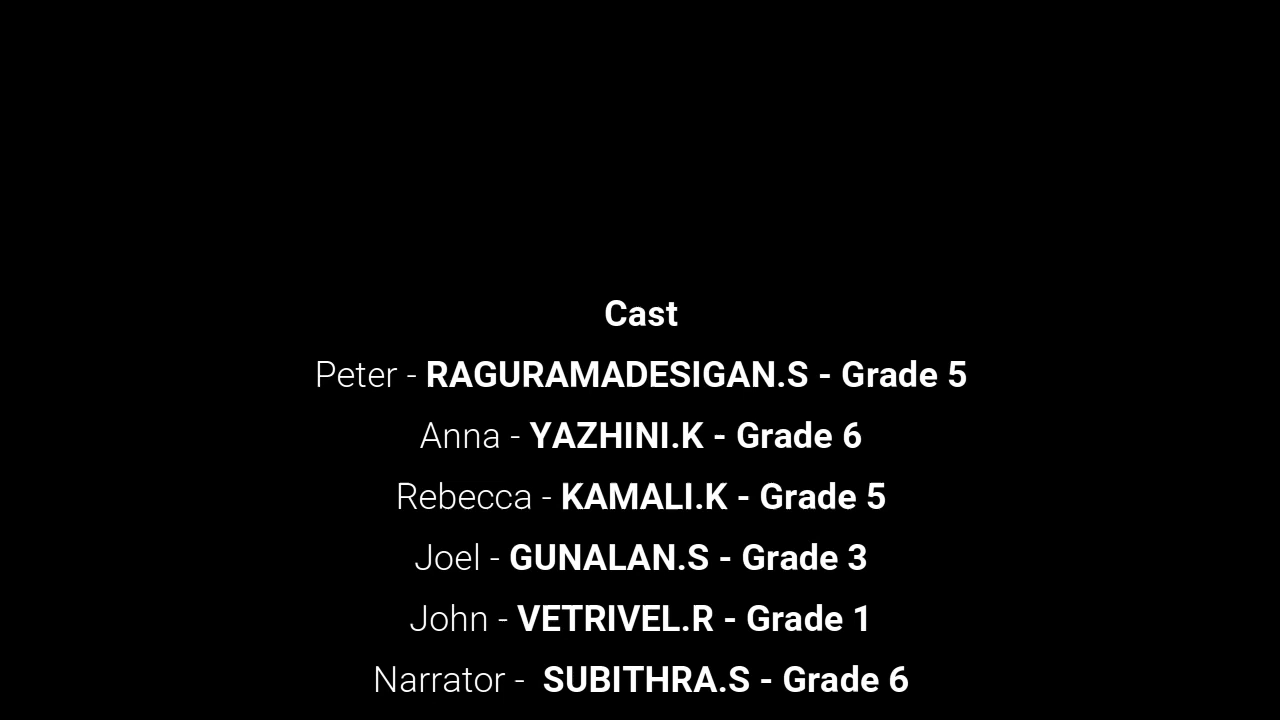 Cast
Peter - RAGURAMADESIGAN.S - Grade 5
Anna - YAZHINI.K - Grade 6
Rebecca - KAMALI.K - Grade 5
Joel - GUNALAN.S - Grade 3
John - VETRIVEL.R - Grade 1
Narrator -  SUBITHRA.S - Grade 6